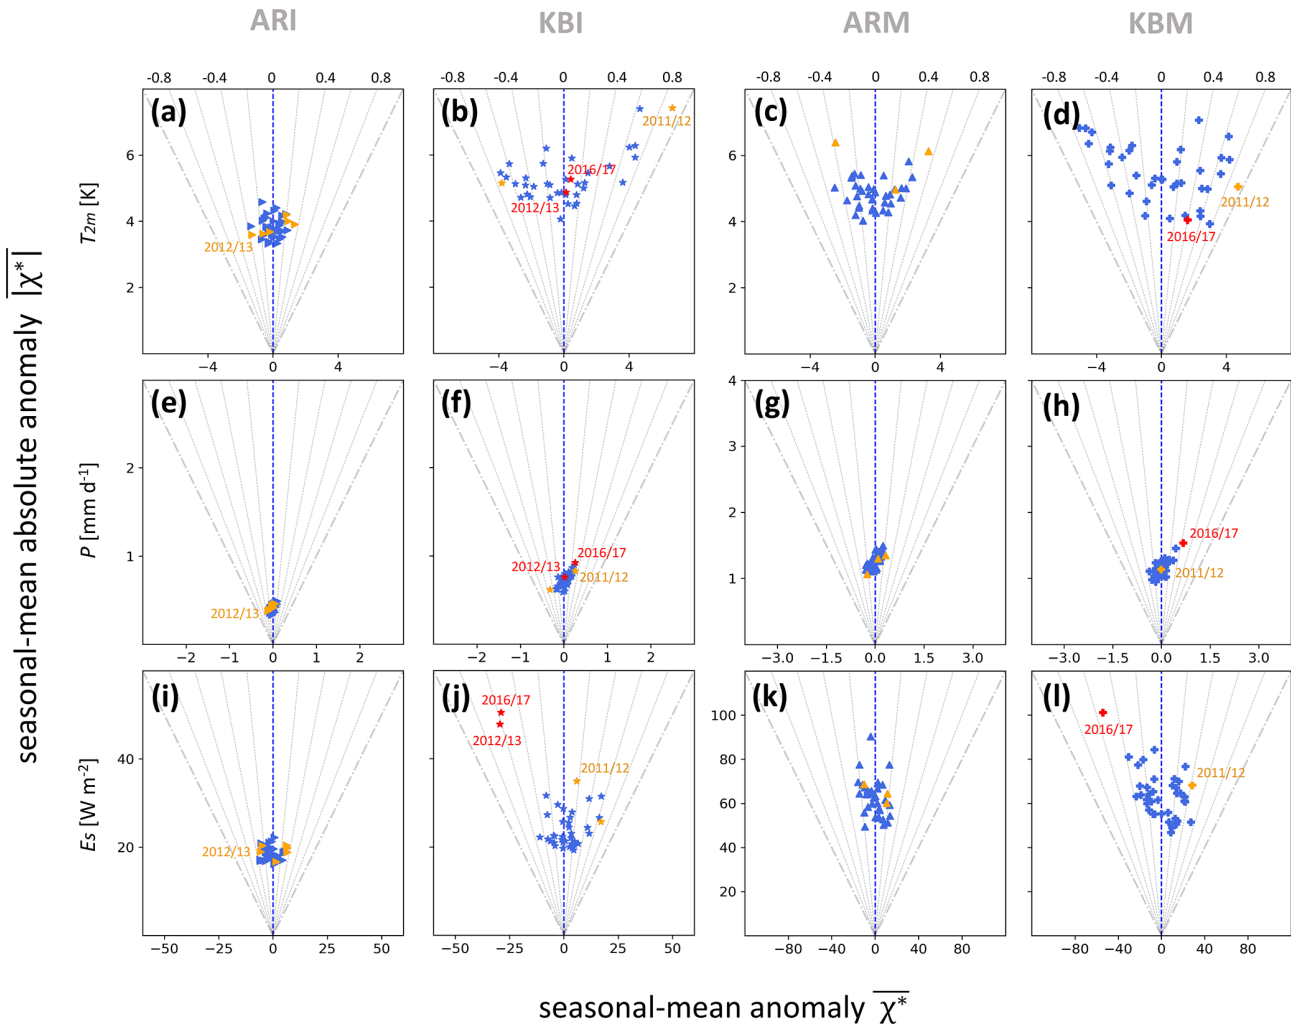 ARI KBI ARM KBM
-0.8 -0.4 0 0.4 0.8 -0.8 -0.4 0 0.4 0.8 -0.8 -0.4 0 0.4 0.8 -0.8 -0.4 0 0.4 0.8
(a) (b) (c) (d)
2011/12
6
2016/17
T2m [K]
4
2012/13
2012/13
2011/12
2016/17
2
−4 0 4 −4 0 4 −4 0 4 −4 0 4
(e) (f) (g) (h)
4
3
2
2
1
1
P [mm d-1]
2012/13
2016/17
2012/13
2011/12
2016/17
2011/12
−2 −1 0 1 2 −2 −1 0 1 2 −3.0 −1.5 0.0 1.5 3.0 −3.0 −1.5 0.0 1.5 3.0
(i) (j) (k) (l)
2016/17
2012/13
2011/12
2016/17
2011/12
40
20
100
80
60
40
20
Es [W m-2]
2012/13
−50 −25 0 25 50 −50 −25 0 25 50 −80 −40 0 40 80 −80 −40 0 40 80
seasonal-mean absolute anomaly |χ*|
seasonal-mean anomaly χ*